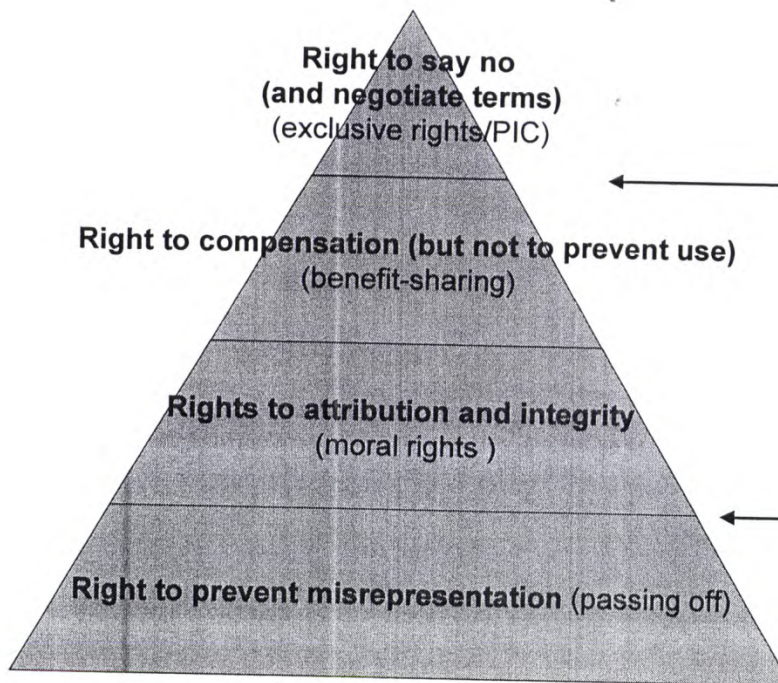 Right to say no
(and negotiate terms)
(exclusive rights/PIC)
Right to compensation (but not to prevent use)
(benefit-sharing)
Rights to attribution and integrity
(moral rights )
Right to prevent misrepresentation (passing off)